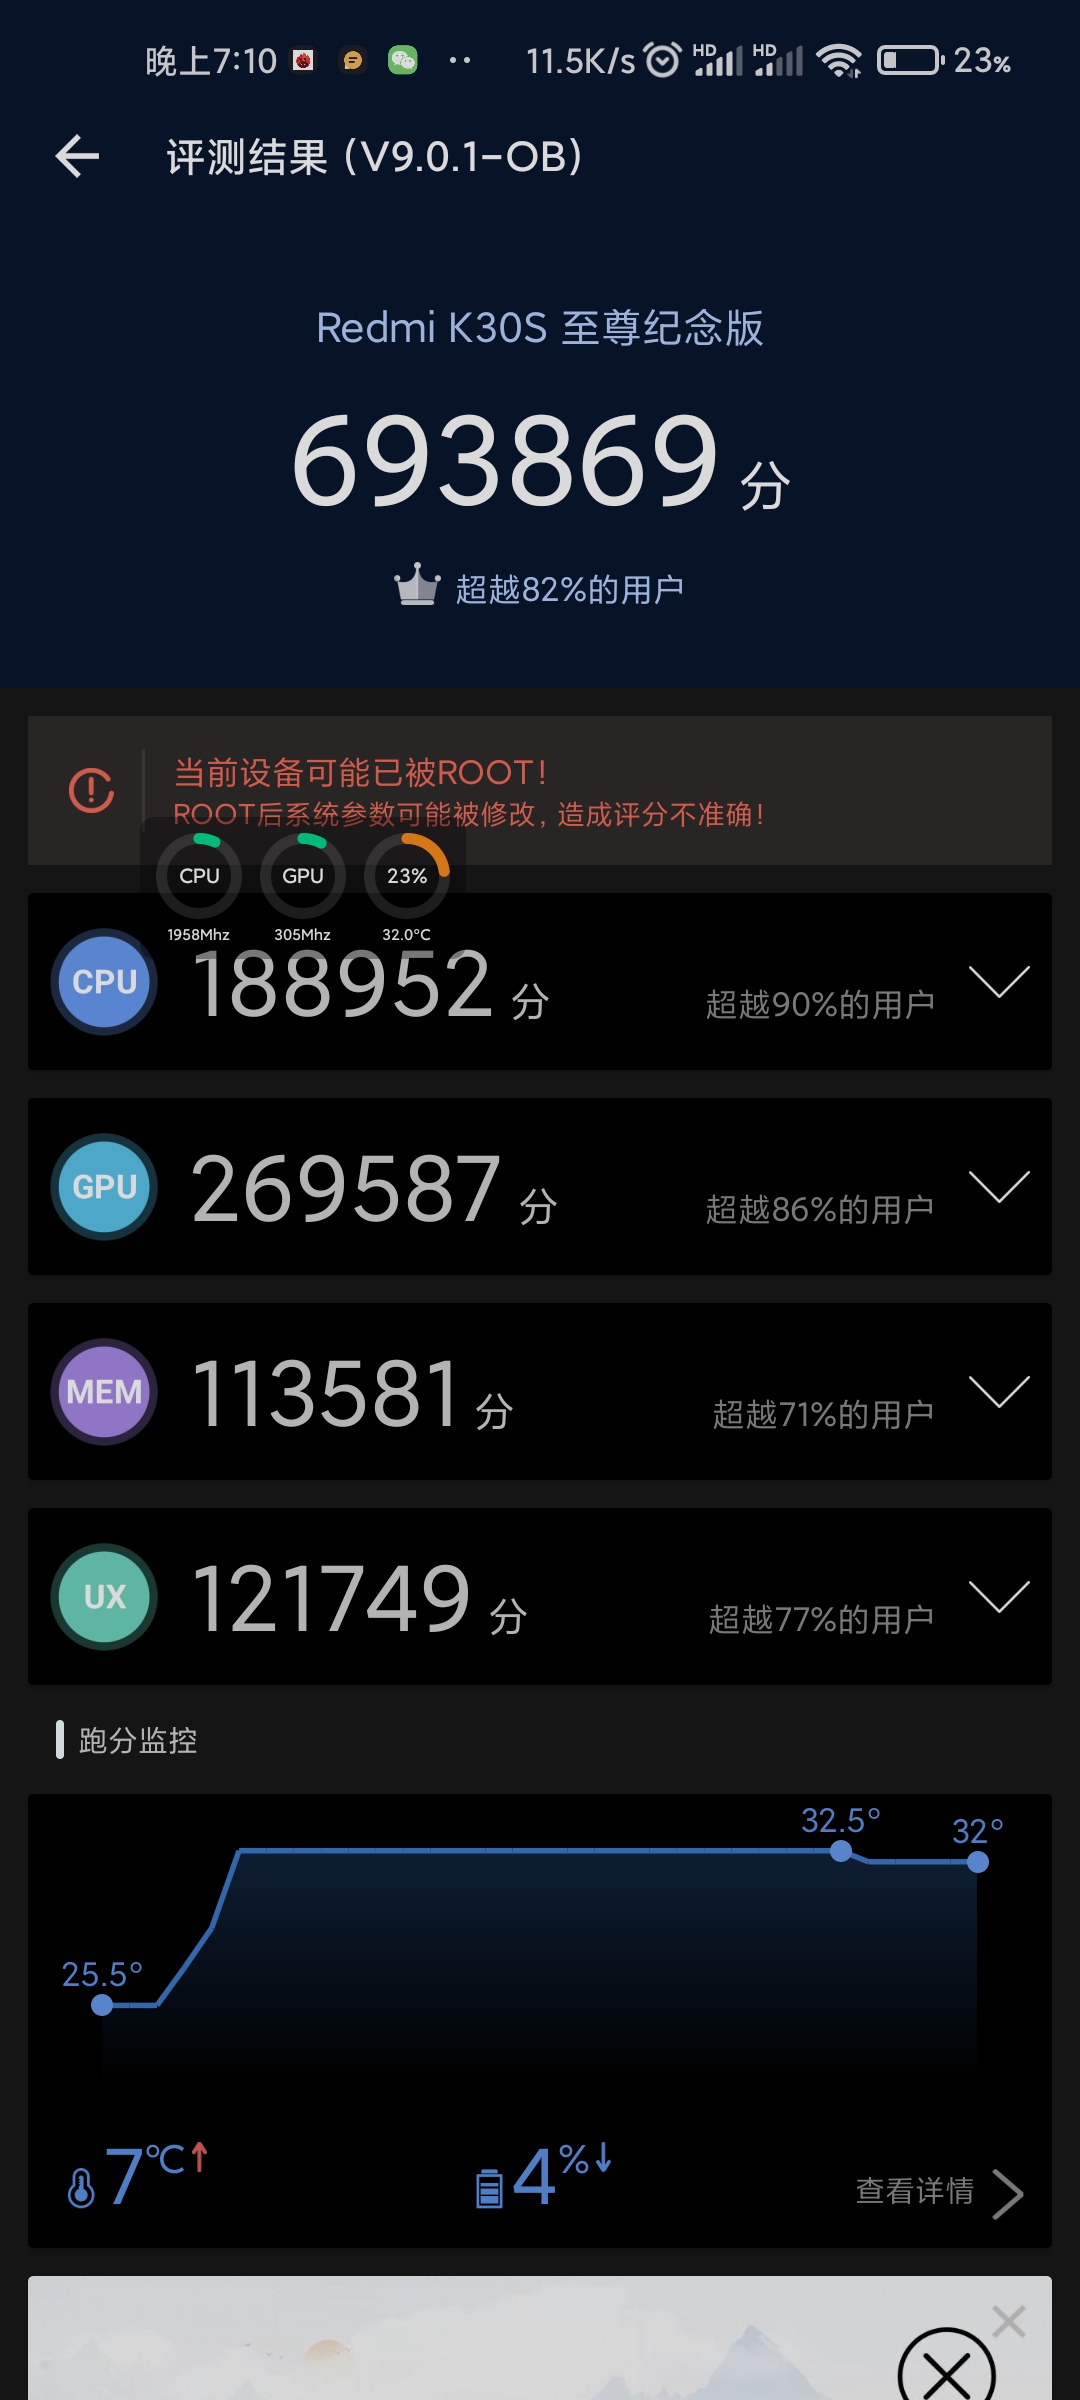 晚上7:10 11.5K/s HD HD 23%
评测结果 (V9.0.1-OB)
Redmi K30S 至尊纪念版
693869 分
超越82%的用户
当前设备可能已被ROOT!
ROOT后系统参数可能被修改, 造成评分不准确!
CPU GPU 23%
1958Mhz 305Mhz 32.0°C
CPU 188952 分 超越90%的用户
GPU 269587 分 超越86%的用户
MEM 113581 分 超越71%的用户
UX 121749 分 超越77%的用户
跑分监控
32.5° 32°
25.5°
7℃↑ 4%↓ 查看详情